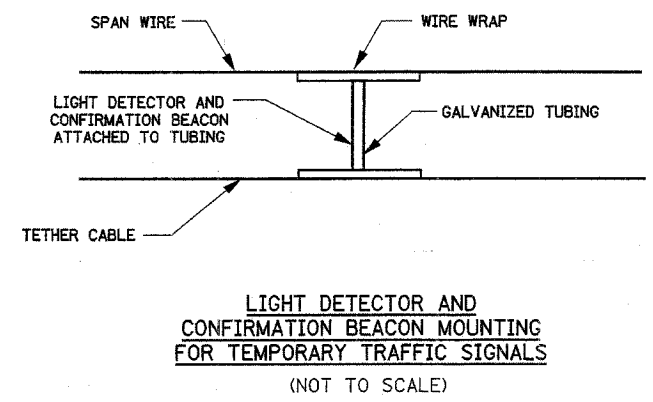 SPAN WIRE
WIRE WRAP
LIGHT DETECTOR AND
CONFIRMATION BEACON
ATTACHED TO TUBING
GALVANIZED TUBING
TETHER CABLE
LIGHT DETECTOR AND
CONFIRMATION BEACON MOUNTING
FOR TEMPORARY TRAFFIC SIGNALS
(NOT TO SCALE)